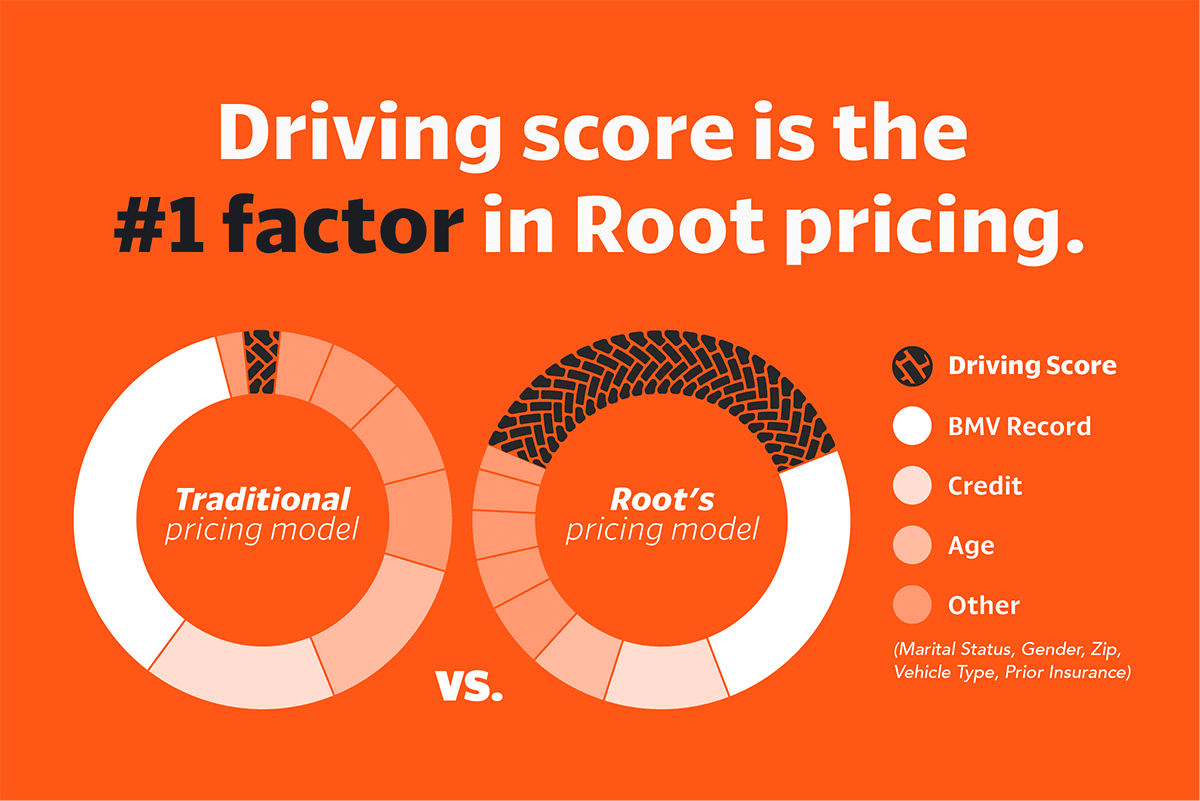 Driving score is the
#1 factor in Root pricing.
Traditional
pricing model
vs.
Root’s
pricing model
Driving Score
BMV Record
Credit
Age
Other
(Marital Status, Gender, Zip,
Vehicle Type, Prior Insurance)